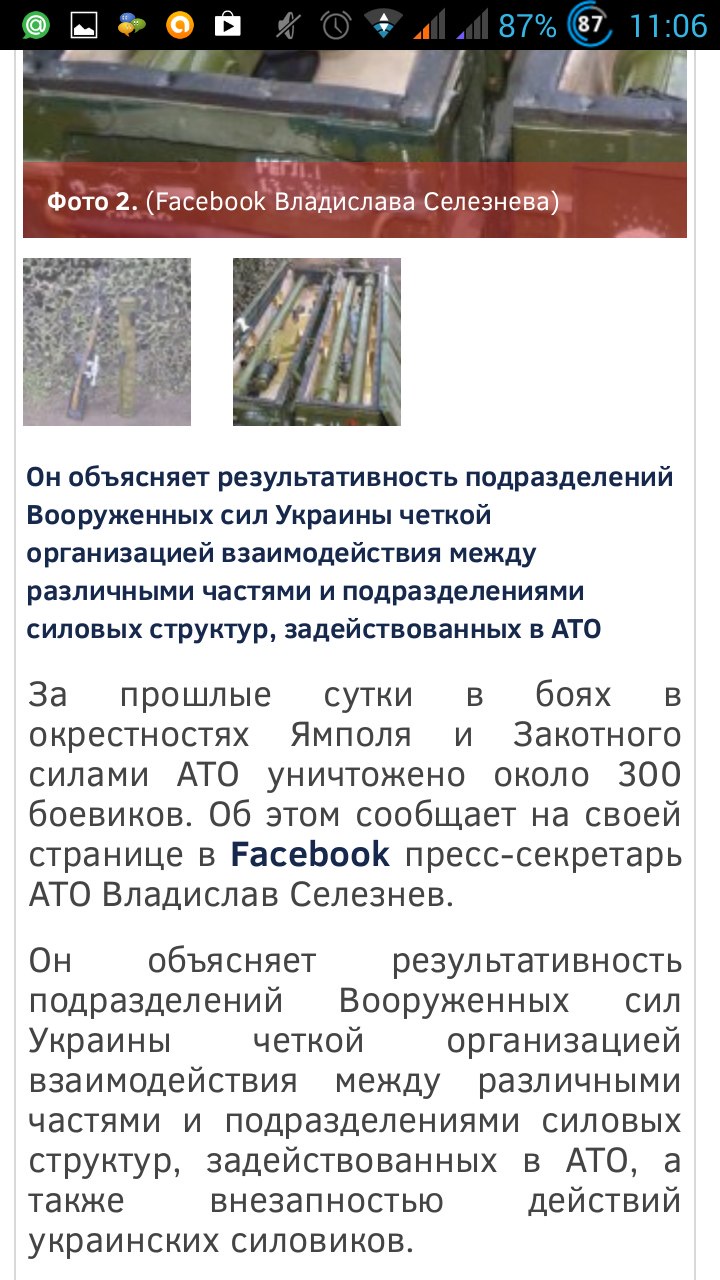 87%
87
11:06
Фото 2. (Facebook Владислава Селезнева)
Он объясняет результативность подразделений
Вооруженных сил Украины четкой
организацией взаимодействия между
различными частями и подразделениями
силовых структур, задействованных в АТО
За прошлые сутки в боях в
окрестностях Ямполя и Закотного
силами АТО уничтожено около 300
боевиков. Об этом сообщает на своей
странице в Facebook пресс-секретарь
АТО Владислав Селезнев.
Он объясняет результативность
подразделений Вооруженных сил
Украины четкой организацией
взаимодействия между различными
частями и подразделениями силовых
структур, задействованных в АТО, а
также внезапностью действий
украинских силовиков.